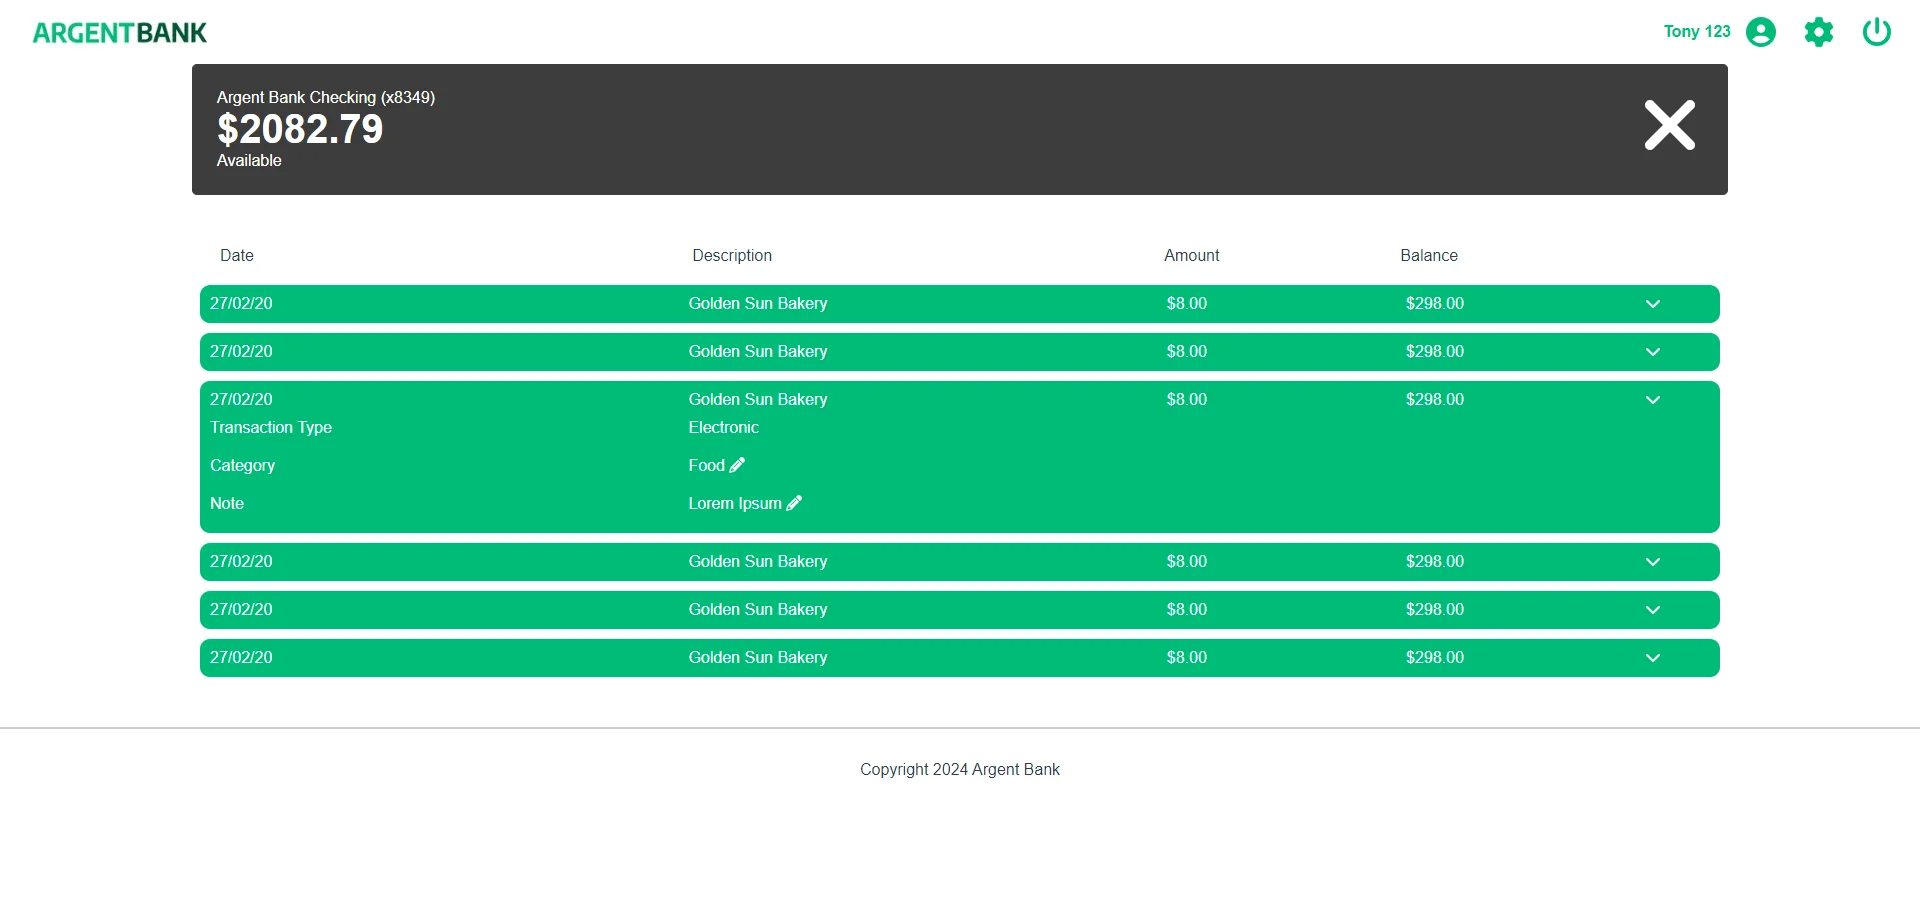 ARGENTBANK
Tony 123
Argent Bank Checking (x8349)
$2082.79
Available
Date Description Amount Balance
27/02/20 Golden Sun Bakery $8.00 $298.00
27/02/20 Golden Sun Bakery $8.00 $298.00
27/02/20 Golden Sun Bakery $8.00 $298.00
Transaction Type Electronic
Category Food
Note Lorem Ipsum
27/02/20 Golden Sun Bakery $8.00 $298.00
27/02/20 Golden Sun Bakery $8.00 $298.00
27/02/20 Golden Sun Bakery $8.00 $298.00
Copyright 2024 Argent Bank